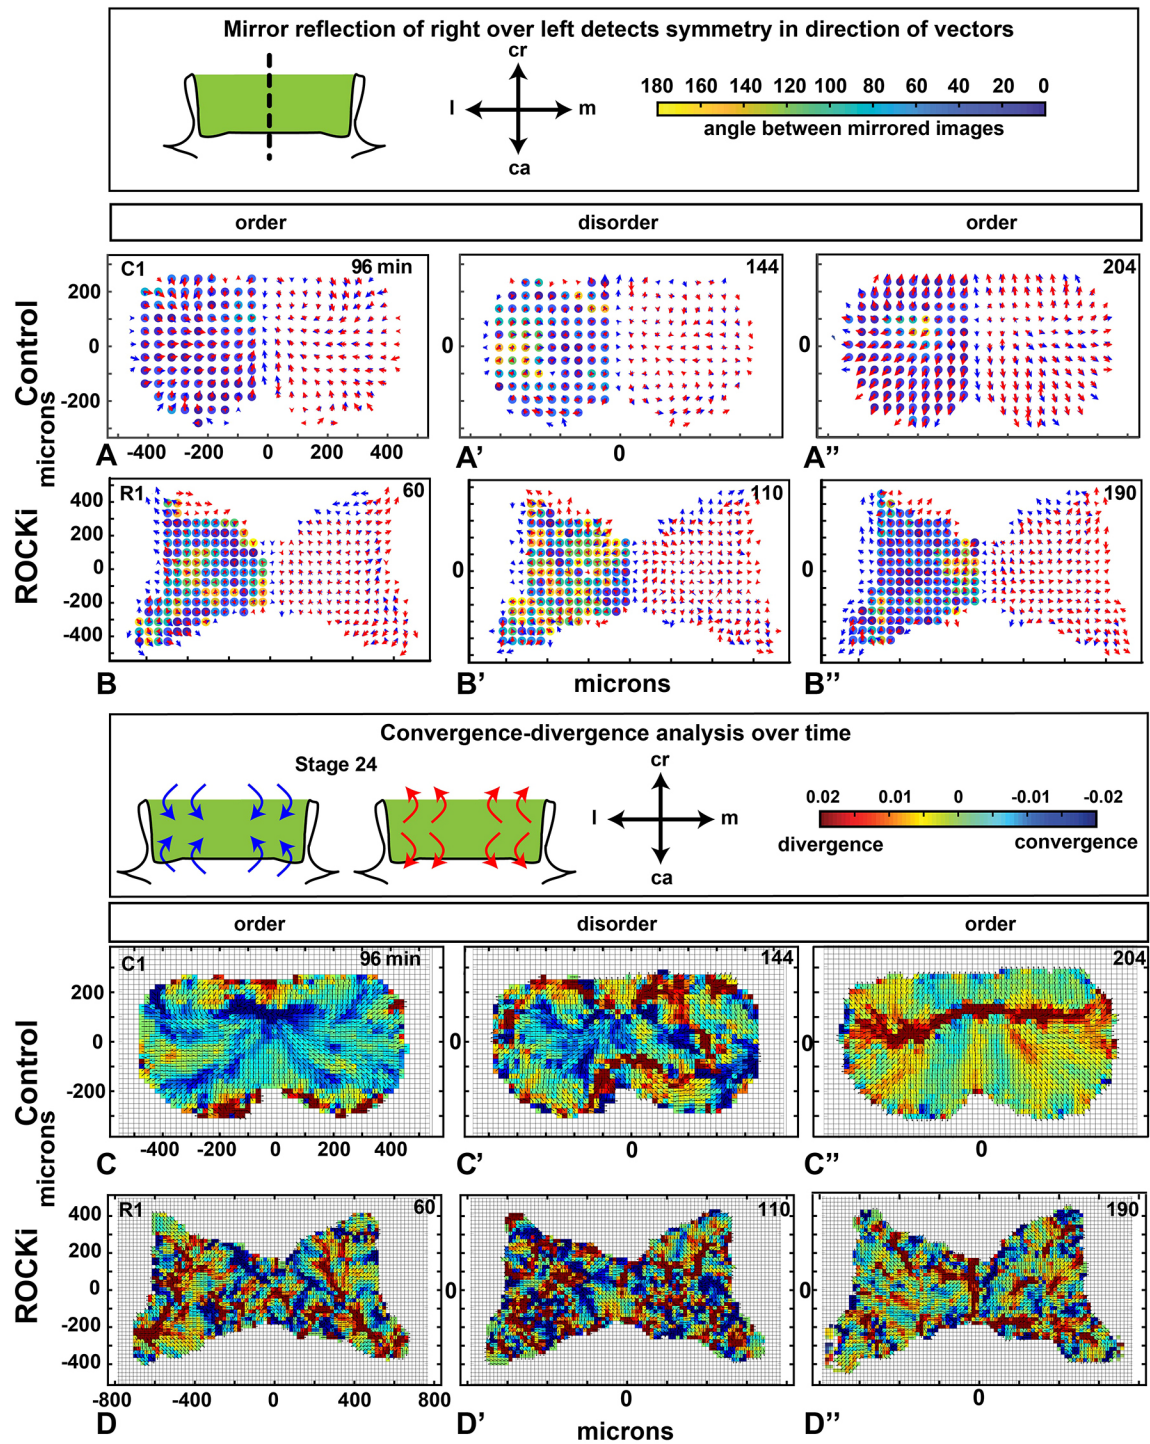 Mirror reflection of right over left detects symmetry in direction of vectors
cr
l
m
ca
180 160 140 120 100 80 60 40 20 0
angle between mirrored images
order
disorder
order
Control
microns
C1
96 min
200
0
-200
-400 -200 0 200 400
A
144
0
0
A'
204
0
A"
ROCKi
R1
60
400
200
0
-200
-400
B
110
0
B'
190
0
B"
microns
Convergence-divergence analysis over time
Stage 24
cr
l
m
ca
0.02 0.01 0 -0.01 -0.02
divergence
convergence
order
disorder
order
Control
microns
C1
96 min
200
0
-200
-400 -200 0 200 400
C
144
0
0
C'
204
0
0
C"
ROCKi
R1
60
400
200
0
-200
-400
-800 -400 0 400 800
D
110
0
0
D'
190
0
0
D"
microns